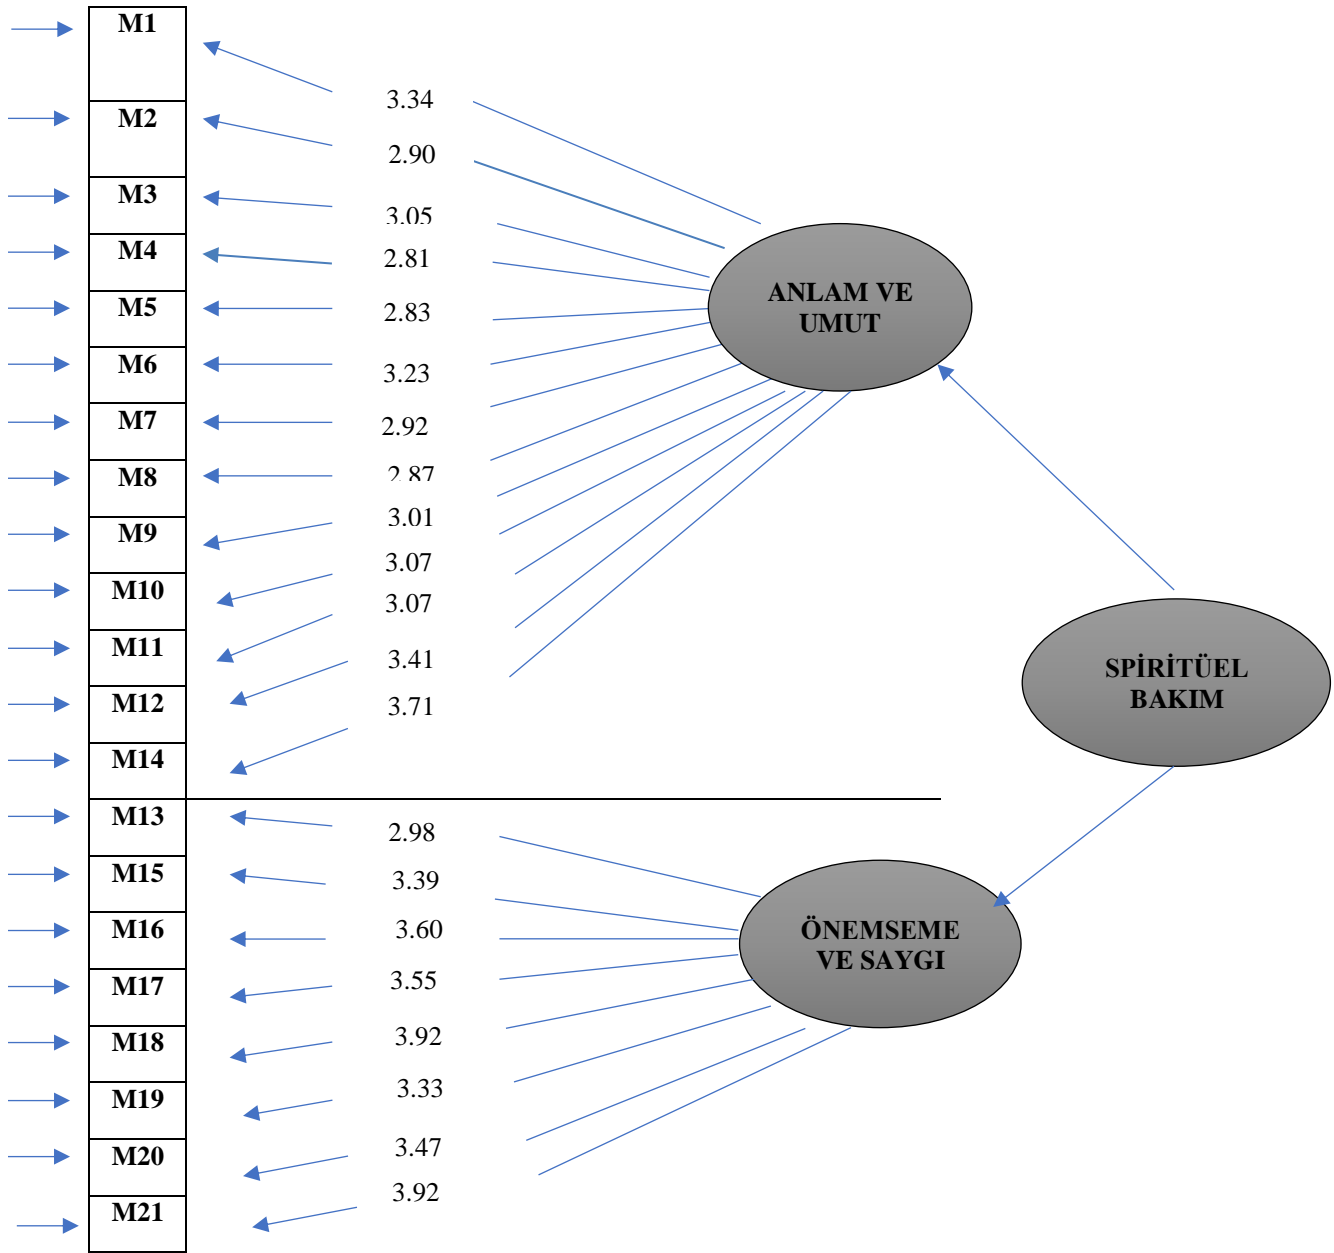 M1
M2
M3
M4
M5
M6
M7
M8
M9
M10
M11
M12
M14
M13
M15
M16
M17
M18
M19
M20
M21
3.34
2.90
3.05
2.81
2.83
3.23
2.92
2.87
3.01
3.07
3.07
3.41
3.71
2.98
3.39
3.60
3.55
3.92
3.33
3.47
3.92
ANLAM VE
UMUT
ÖNEMSEME
VE SAYGI
SPİRİTÜEL
BAKIM